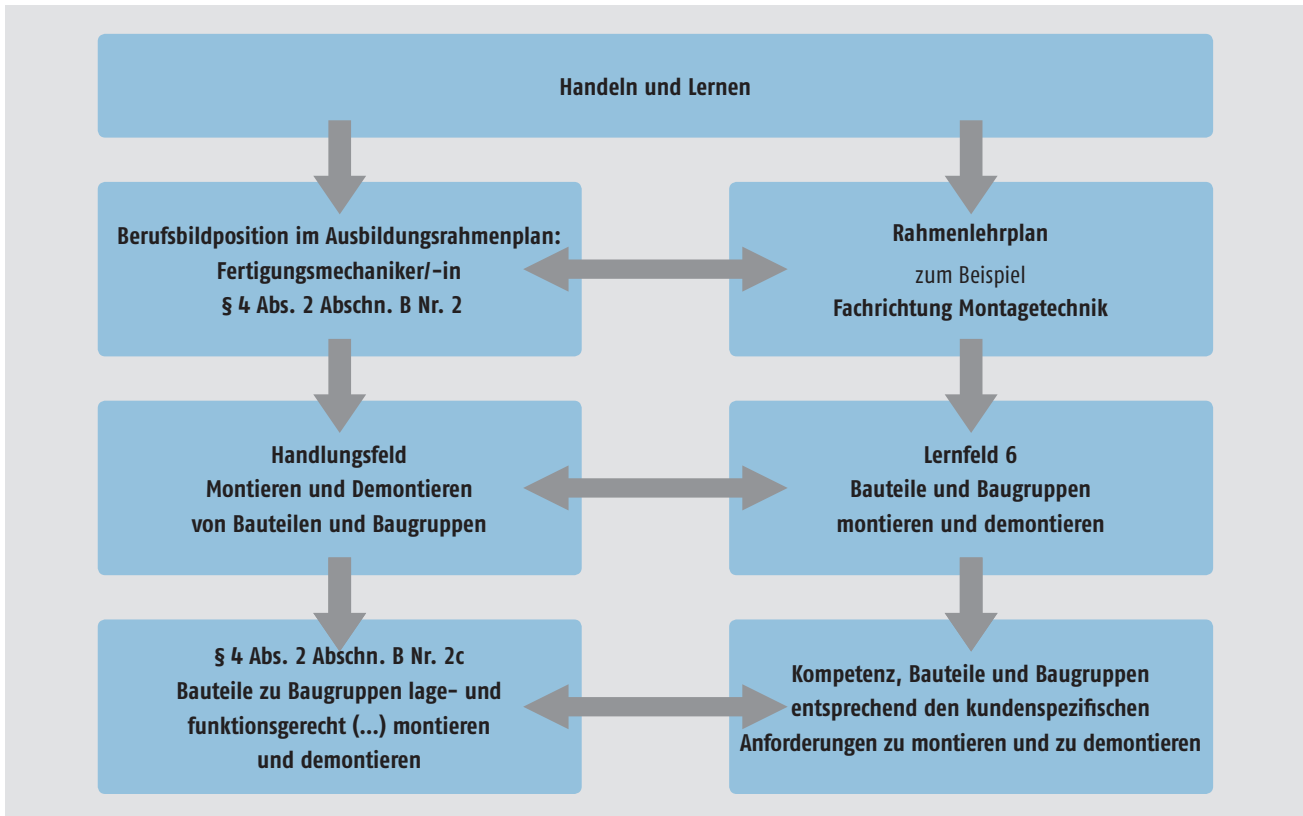 Handeln und Lernen
Berufsbildposition im Ausbildungsrahmenplan:
Fertigungsmechaniker/-in
§ 4 Abs. 2 Abschn. B Nr. 2
Rahmenlehrplan
zum Beispiel
Fachrichtung Montagetechnik
Handlungsfeld
Montieren und Demontieren
von Bauteilen und Baugruppen
Lernfeld 6
Bauteile und Baugruppen
montieren und demontieren
§ 4 Abs. 2 Abschn. B Nr. 2c
Bauteile zu Baugruppen lage- und
funktionsgerecht (...) montieren
und demontieren
Kompetenz, Bauteile und Baugruppen
entsprechend den kundenspezifischen
Anforderungen zu montieren und zu demontieren